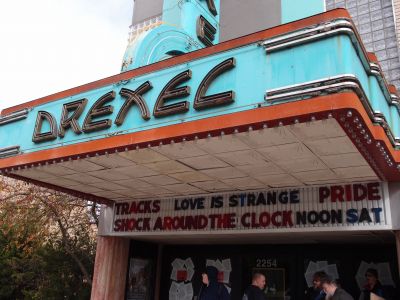 DREXEL
TRACKS LOVE IS STRANGE PRIDE
SHOCK AROUND THE CLOCK NOON SAT
2254